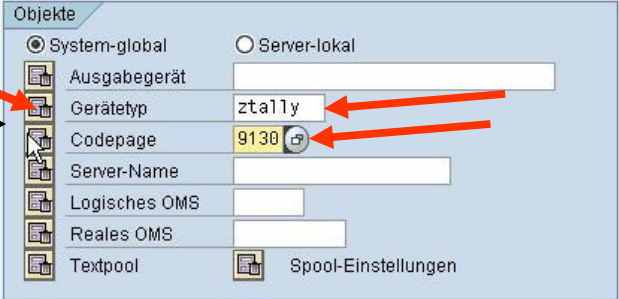 Objekte
System-global Server-lokal
Ausgabegerät
Gerätetyp ztally
Codepage 9130
Server-Name
Logisches OMS
Reales OMS
Textpool Spool-Einstellungen